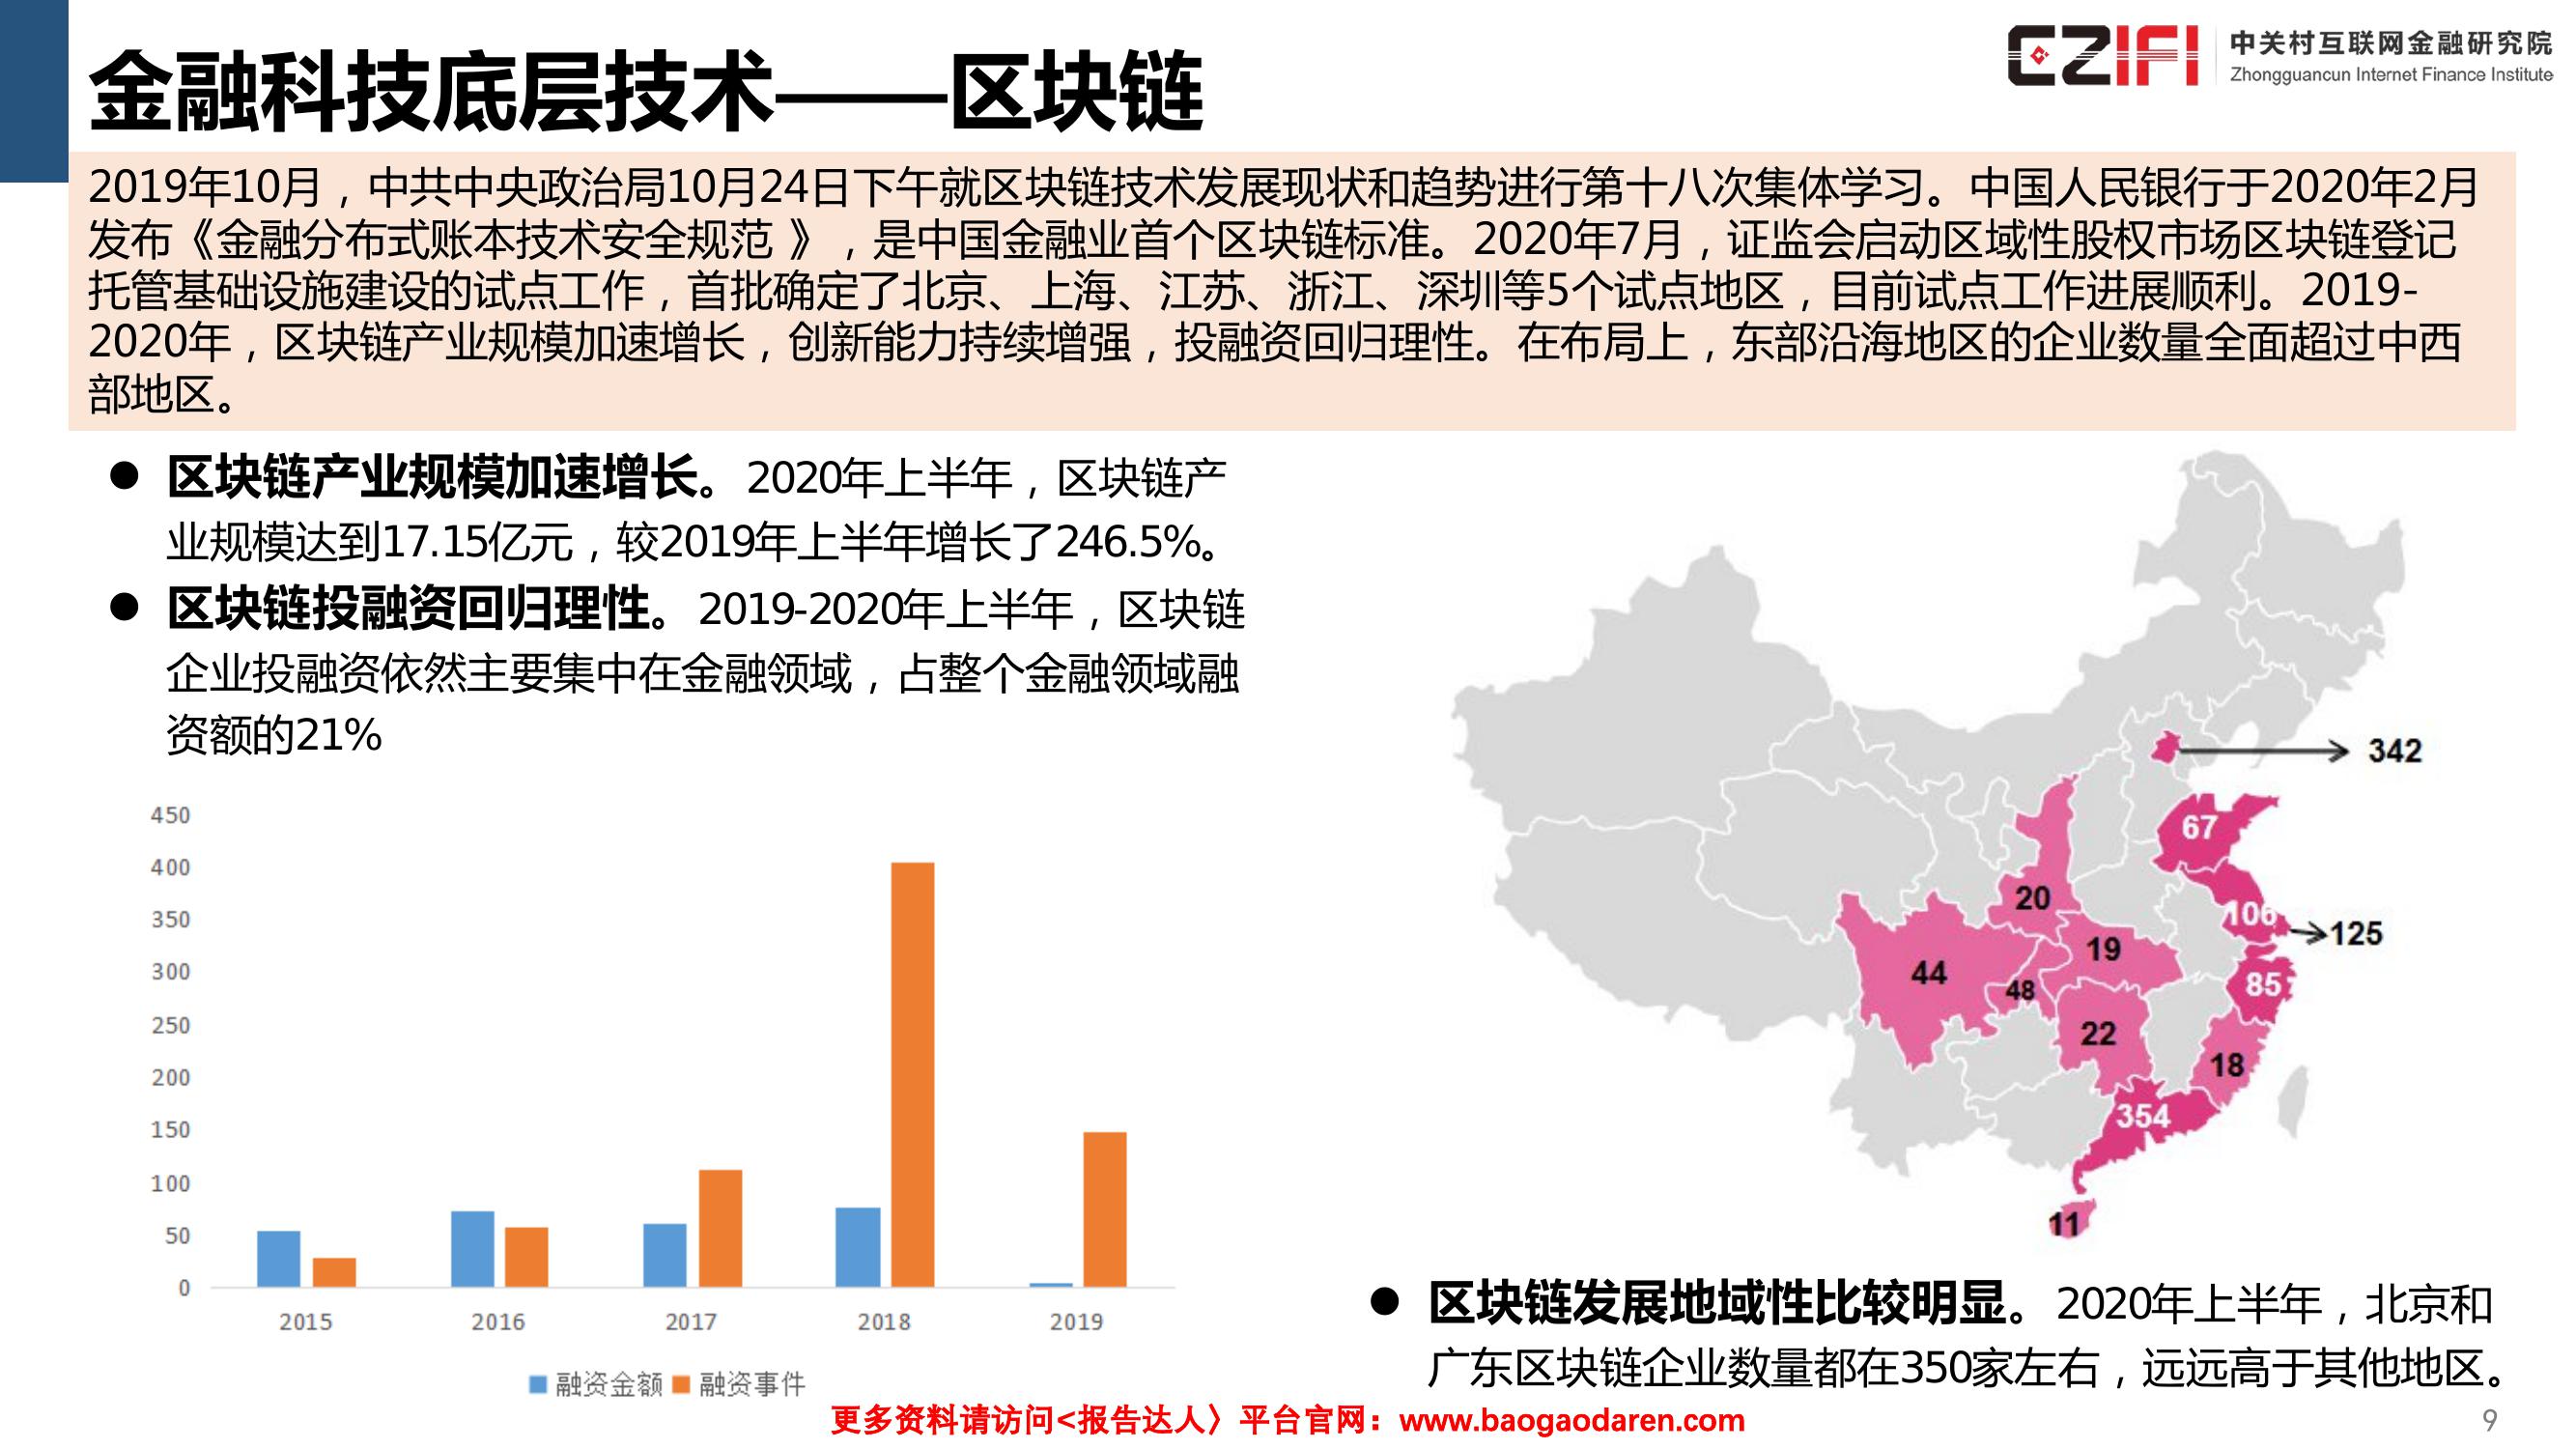 金融科技底层技术——区块链
CZIFI
中关村互联网金融研究院
Zhongguancun Internet Finance Institute
2019年10月，中共中央政治局10月24日下午就区块链技术发展现状和趋势进行第十八次集体学习。中国人民银行于2020年2月
发布《金融分布式账本技术安全规范 》，是中国金融业首个区块链标准。2020年7月，证监会启动区域性股权市场区块链登记
托管基础设施建设的试点工作，首批确定了北京、上海、江苏、浙江、深圳等5个试点地区，目前试点工作进展顺利。2019-
2020年，区块链产业规模加速增长，创新能力持续增强，投融资回归理性。在布局上，东部沿海地区的企业数量全面超过中西
部地区。
● 区块链产业规模加速增长。2020年上半年，区块链产
业规模达到17.15亿元，较2019年上半年增长了246.5%。
● 区块链投融资回归理性。2019-2020年上半年，区块链
企业投融资依然主要集中在金融领域，占整个金融领域融
资额的21%
450
400
350
300
250
200
150
100
50
0
2015 2016 2017 2018 2019
融资金额 融资事件
342
67
20
106
125
19
44
48
85
22
18
354
11
● 区块链发展地域性比较明显。2020年上半年，北京和
广东区块链企业数量都在350家左右，远远高于其他地区。
更多资料请访问<报告达人〉平台官网：www.baogaodaren.com
9